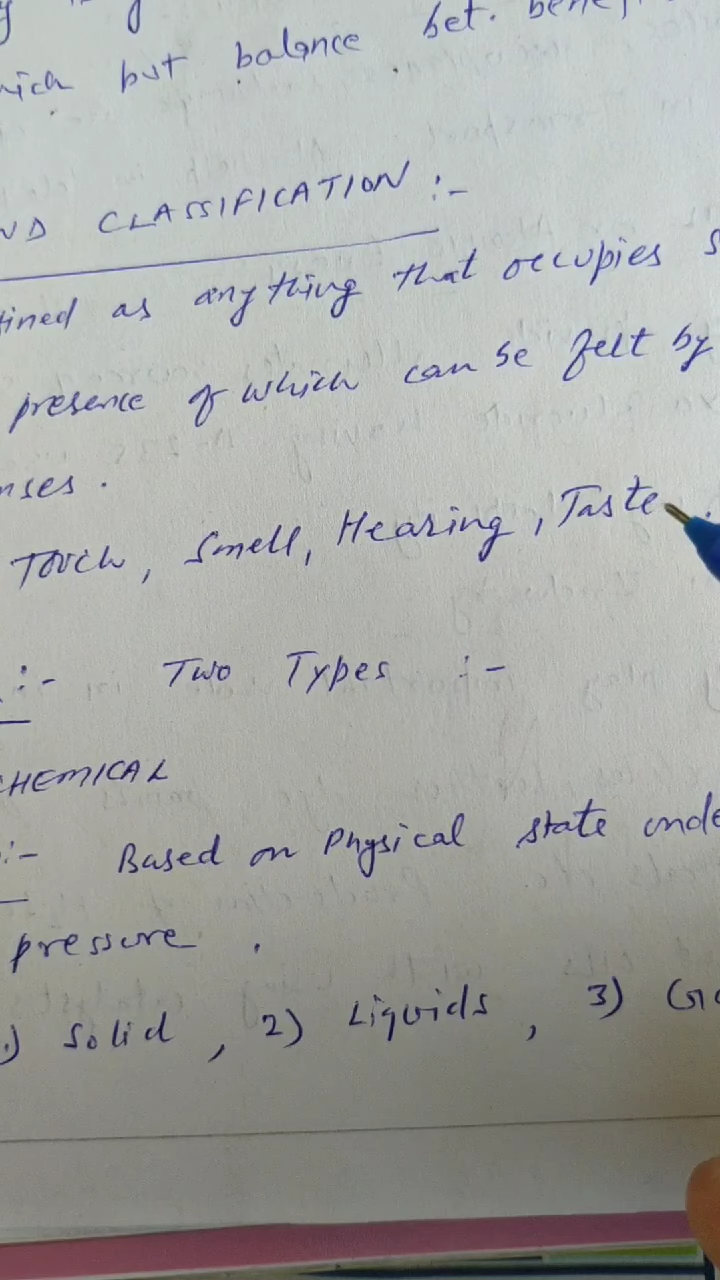 but balance bet.
CLASSIFICATION :-
as anything that occupies
presence of which can be felt by
Touch, Smell, Hearing, Taste
:- Two Types :-
CHEMICAL
:- Based on Physical state
pressure.
Solid, 2) Liquids, 3)